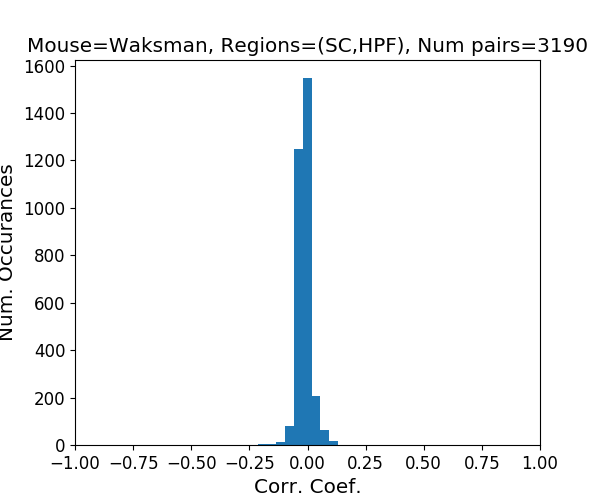 Mouse=Waksman, Regions=(SC,HPF), Num pairs=3190
1600
1400
1200
1000
800
600
400
200
0
Num. Occurances
−1.00 −0.75 −0.50 −0.25 0.00 0.25 0.50 0.75 1.00
Corr. Coef.